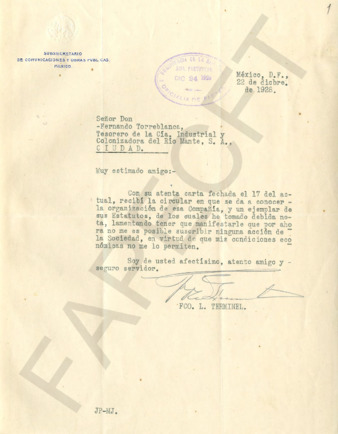 1
SUBSECRETARIO
DE COMUNICACIONES Y OBRAS PUBLICAS.
MEXICO
DIC 24
México, D.F.,
22 de dicbre.
de 1928.
Señor Don
-Fernando Torreblanca,
Tesorero de la Cía. Industrial y
Colonizadora del Río Mante, S. A.,
C I U D A D.
Muy estimado amigo:-
Con su atenta carta fechada el 17 del ac-
tual, recibí la circular en que se da a conocer -
la organización de esa Compañía, y un ejemplar de
sus Estatutos, de los cuales he tomado debida no-
ta, lamentando tener que manifestarle que por aho
ra no me es posible suscribir ninguna acción de -
la Sociedad, en virtud de que mis condiciones eco
nómicas no me lo permiten.
Soy de usted afectísimo, atento amigo y -
seguro servidor.
FCO. L. TERMINEL.
JP-MJ.
FAPECFT